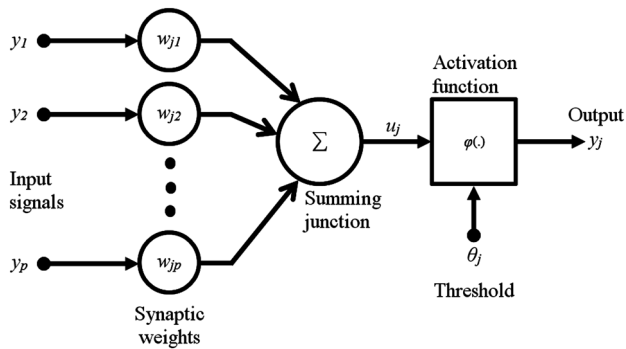 y1
wj1
y2
wj2
Input
signals
yp
wjp
Synaptic
weights
Σ
Summing
junction
uj
Activation
function
φ(.)
Output
yj
θj
Threshold